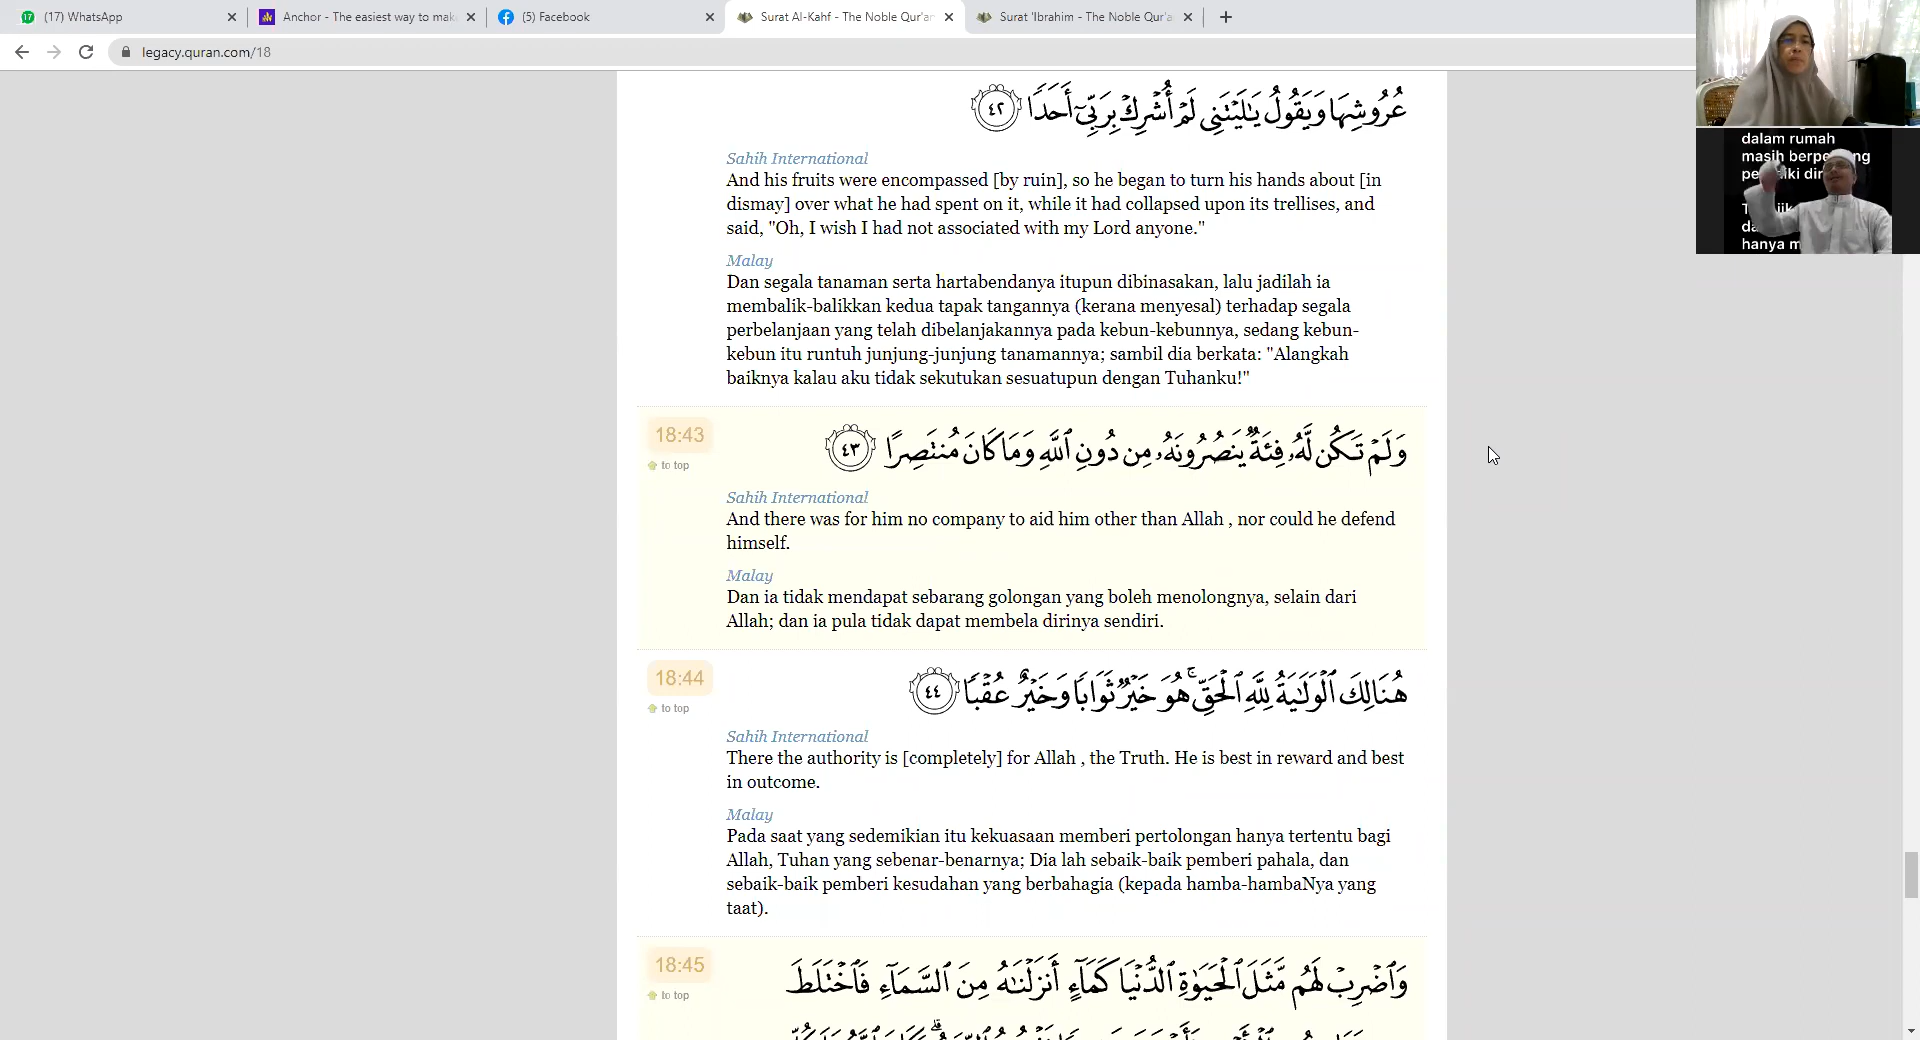 (17) WhatsApp
Anchor - The easiest way to mak
(5) Facebook
Surat Al-Kahf - The Noble Qur'an
Surat 'Ibrahim - The Noble Qur'a
legacy.quran.com/18
عُرُوشِهَا وَيَقُولُ يَٰلَيْتَنِى لَمْ أُشْرِكْ بِرَبِّىٓ أَحَدًا ٤٢
Sahih International
And his fruits were encompassed [by ruin], so he began to turn his hands about [in
dismay] over what he had spent on it, while it had collapsed upon its trellises, and
said, "Oh, I wish I had not associated with my Lord anyone."
Malay
Dan segala tanaman serta hartabendanya itupun dibinasakan, lalu jadilah ia
membalik-balikkan kedua tapak tangannya (kerana menyesal) terhadap segala
perbelanjaan yang telah dibelanjakannya pada kebun-kebunnya, sedang kebun-
kebun itu runtuh junjung-junjung tanamannya; sambil dia berkata: "Alangkah
baiknya kalau aku tidak sekutukan sesuatupun dengan Tuhanku!"
18:43
to top
وَلَمْ تَكُن لَّهُۥ فِئَةٌ يَنصُرُونَهُۥ مِن دُونِ ٱللَّهِ وَمَا كَانَ مُنتَصِرًا ٤٣
Sahih International
And there was for him no company to aid him other than Allah , nor could he defend
himself.
Malay
Dan ia tidak mendapat sebarang golongan yang boleh menolongnya, selain dari
Allah; dan ia pula tidak dapat membela dirinya sendiri.
18:44
to top
هُنَالِكَ ٱلْوَلَٰيَةُ لِلَّهِ ٱلْحَقِّ ۚ هُوَ خَيْرٌ ثَوَابًا وَخَيْرٌ عُقْبًا ٤٤
Sahih International
There the authority is [completely] for Allah , the Truth. He is best in reward and best
in outcome.
Malay
Pada saat yang sedemikian itu kekuasaan memberi pertolongan hanya tertentu bagi
Allah, Tuhan yang sebenar-benarnya; Dia lah sebaik-baik pemberi pahala, dan
sebaik-baik pemberi kesudahan yang berbahagia (kepada hamba-hambaNya yang
taat).
18:45
to top
وَٱضْرِبْ لَهُم مَّثَلَ ٱلْحَيَوٰةِ ٱلدُّنْيَا كَمَآءٍ أَنزَلْنَٰهُ مِنَ ٱلسَّمَآءِ فَٱخْتَلَطَ
dalam rumah
masih
hanya